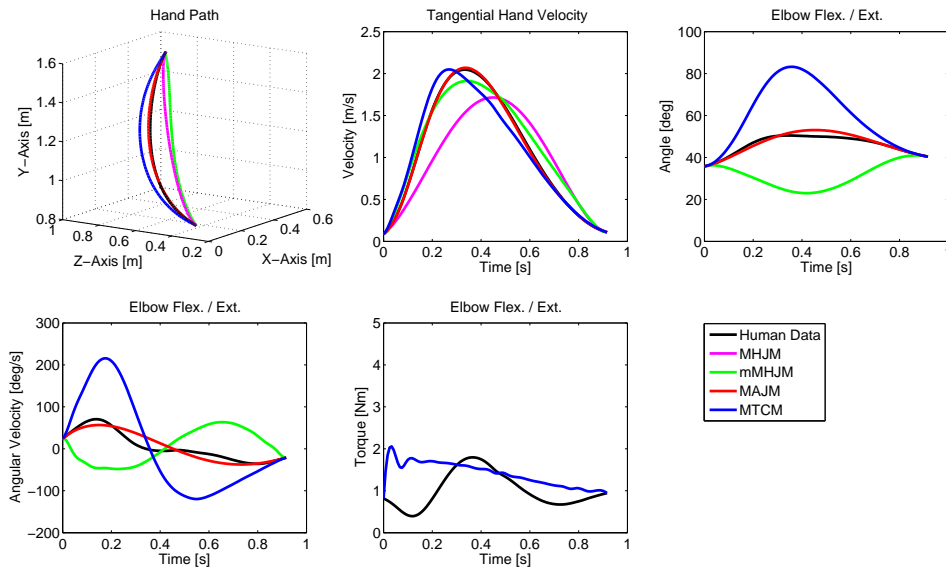 Hand Path
Tangential Hand Velocity
Elbow Flex. / Ext.
1.6
1.4
1.2
1
0.8
Y−Axis [m]
1
0.8
0.6
0.4
0.2
Z−Axis [m]
0
0.2
0.4
0.6
X−Axis [m]
2.5
2
1.5
1
0.5
0
Velocity [m/s]
0 0.2 0.4 0.6 0.8 1
Time [s]
100
80
60
40
20
0
Angle [deg]
0 0.2 0.4 0.6 0.8 1
Time [s]
Elbow Flex. / Ext.
Elbow Flex. / Ext.
300
200
100
0
−100
−200
Angular Velocity [deg/s]
0 0.2 0.4 0.6 0.8 1
Time [s]
5
4
3
2
1
0
Torque [Nm]
0 0.2 0.4 0.6 0.8 1
Time [s]
Human Data
MHJM
mMHJM
MAJM
MTCM